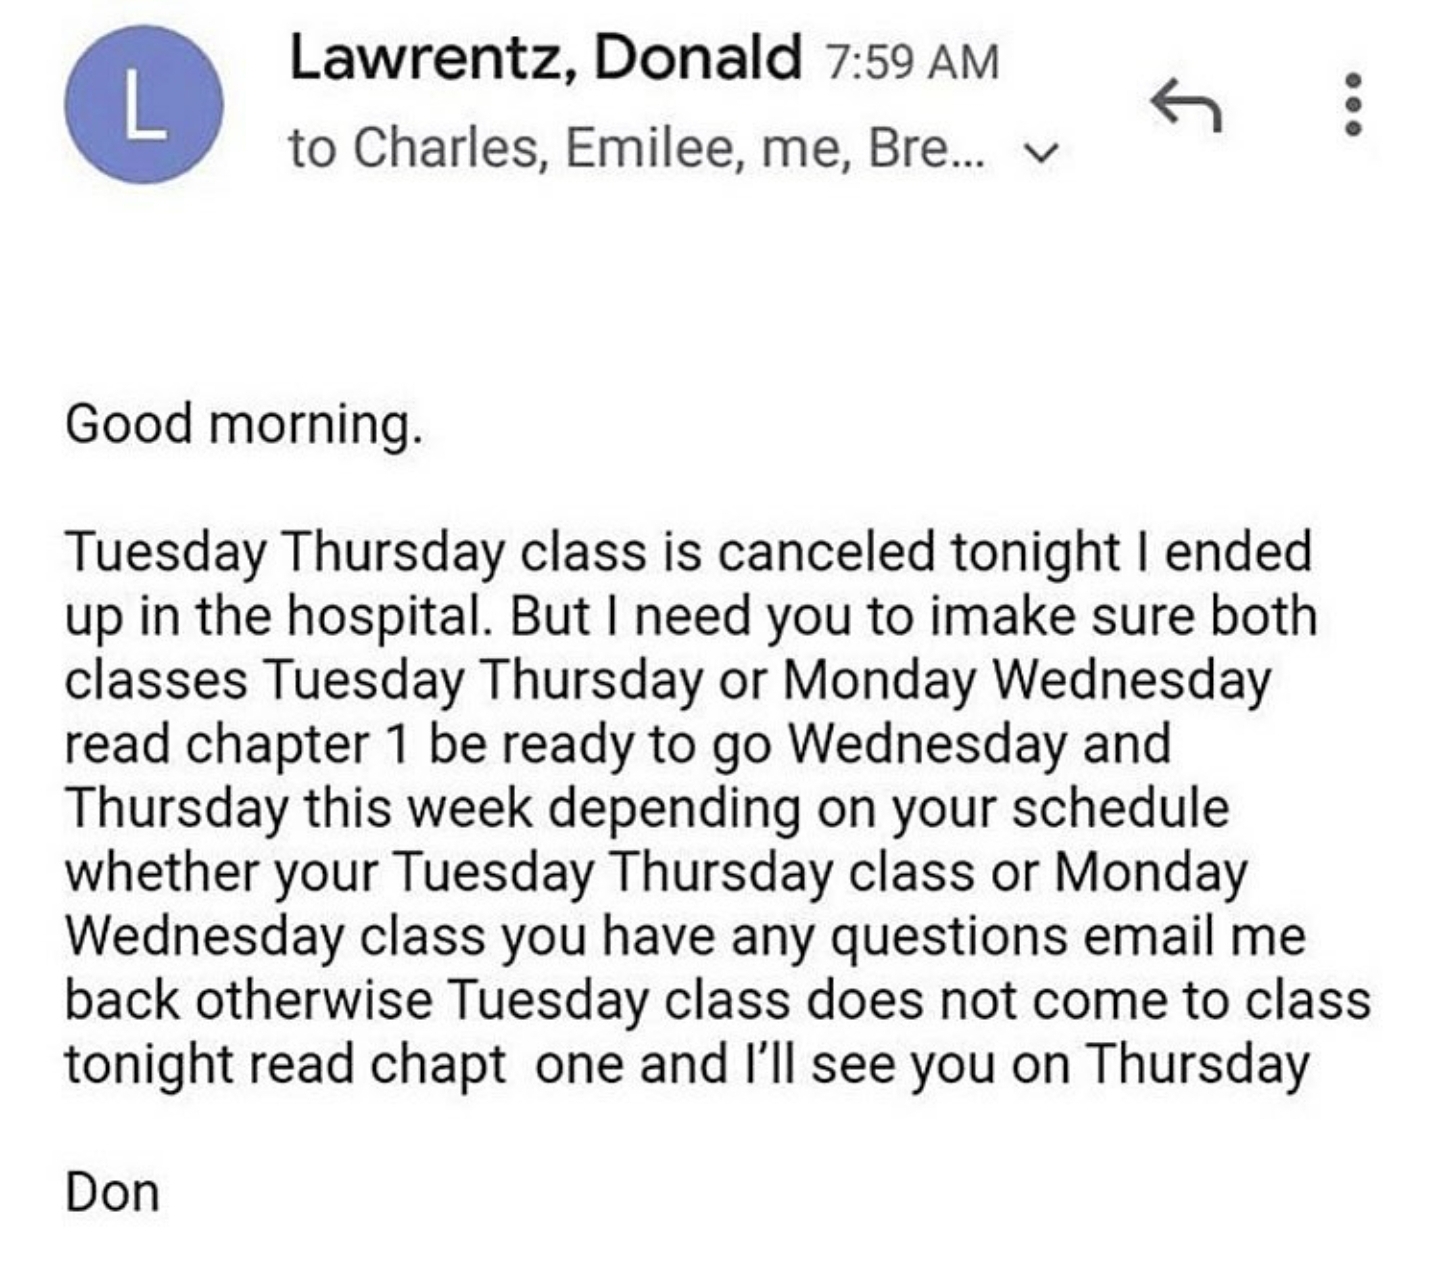 L
Lawrentz, Donald 7:59 AM
to Charles, Emilee, me, Bre...
Good morning.
Tuesday Thursday class is canceled tonight I ended
up in the hospital. But I need you to imake sure both
classes Tuesday Thursday or Monday Wednesday
read chapter 1 be ready to go Wednesday and
Thursday this week depending on your schedule
whether your Tuesday Thursday class or Monday
Wednesday class you have any questions email me
back otherwise Tuesday class does not come to class
tonight read chapt  one and I'll see you on Thursday
Don